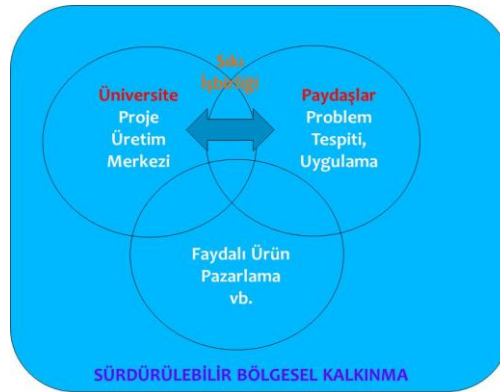 Sıkı
İşbirliği
Üniversite
Proje
Üretim
Merkezi
Paydaşlar
Problem
Tespiti,
Uygulama
Faydalı Ürün
Pazarlama
vb.
SÜRDÜRÜLEBİLİR BÖLGESEL KALKINMA